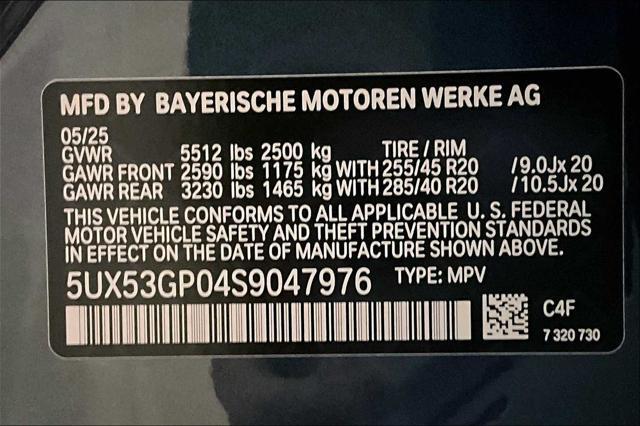 MFD BY BAYERISCHE MOTOREN WERKE AG
05/25
GVWR 5512 lbs 2500 kg TIRE / RIM
GAWR FRONT 2590 lbs 1175 kg WITH 255/45 R20 /9.0Jx 20
GAWR REAR 3230 lbs 1465 kg WITH 285/40 R20 /10.5Jx 20
THIS VEHICLE CONFORMS TO ALL APPLICABLE U. S. FEDERAL
MOTOR VEHICLE SAFETY AND THEFT PREVENTION STANDARDS
IN EFFECT ON THE DATE OF MANUFACTURE SHOWN ABOVE.
5UX53GP04S9047976 TYPE: MPV
C4F
7 320 730